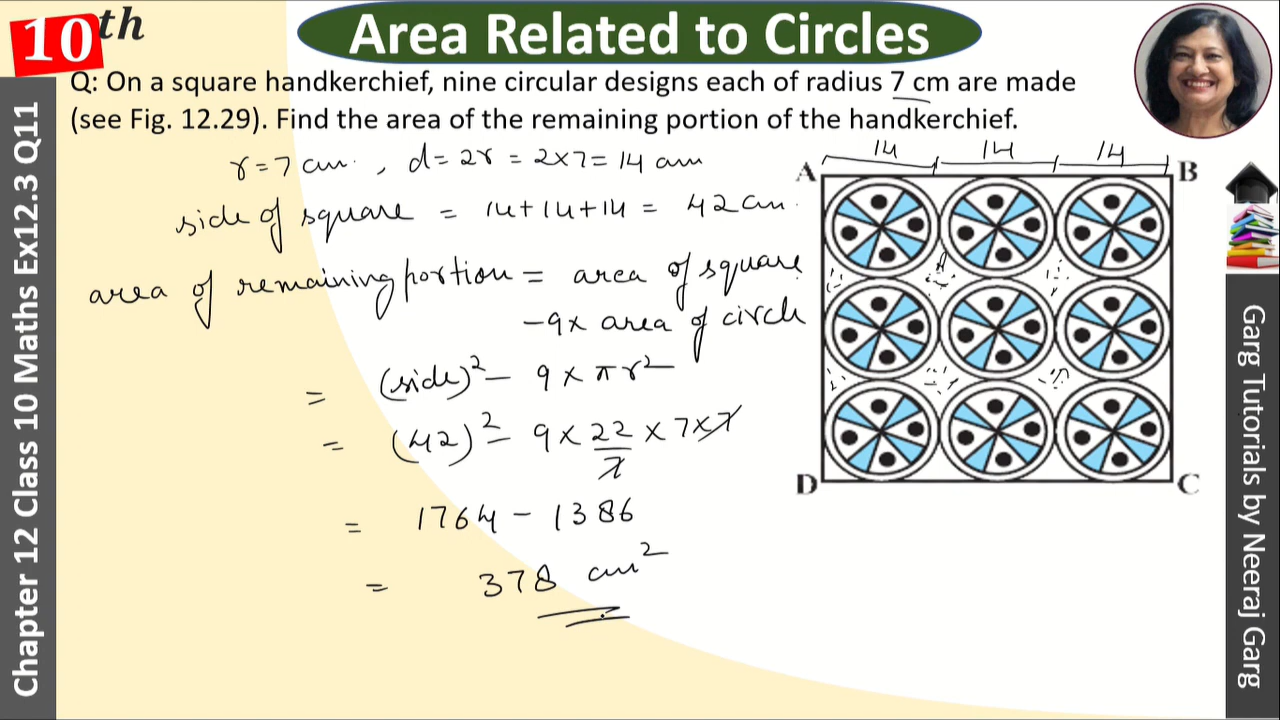 10th
Area Related to Circles
Q: On a square handkerchief, nine circular designs each of radius 7 cm are made
(see Fig. 12.29). Find the area of the remaining portion of the handkerchief.
r = 7 cm. , d = 2r = 2×7 = 14 cm
side of square = 14+14+14 = 42 cm.
area of remaining portion = area of square
-9× area of circle
= (side)² - 9 × π r²
= (42)² - 9 × 22/7 × 7×7
= 1764 - 1386
= 378 cm²
14 14 14
A B
D C
Chapter 12 Class 10 Maths Ex12.3 Q11
Garg Tutorials by Neeraj Garg